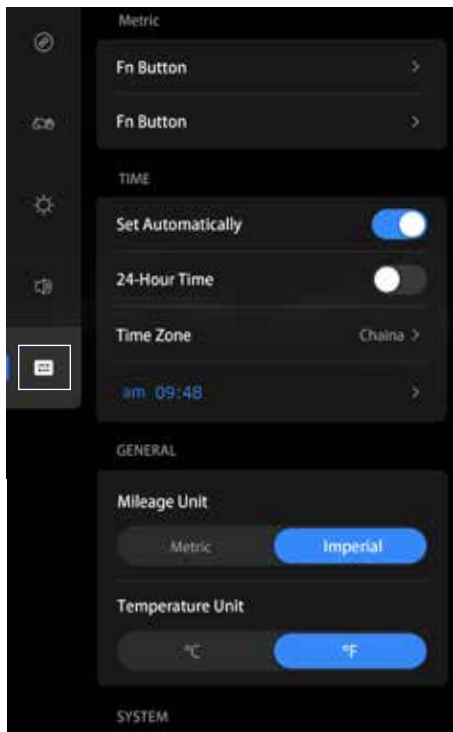 Metric
Fn Button
Fn Button
TIME
Set Automatically
24-Hour Time
Time Zone Chaina
am 09:48
GENERAL
Mileage Unit
Metric Imperial
Temperature Unit
°C °F
SYSTEM